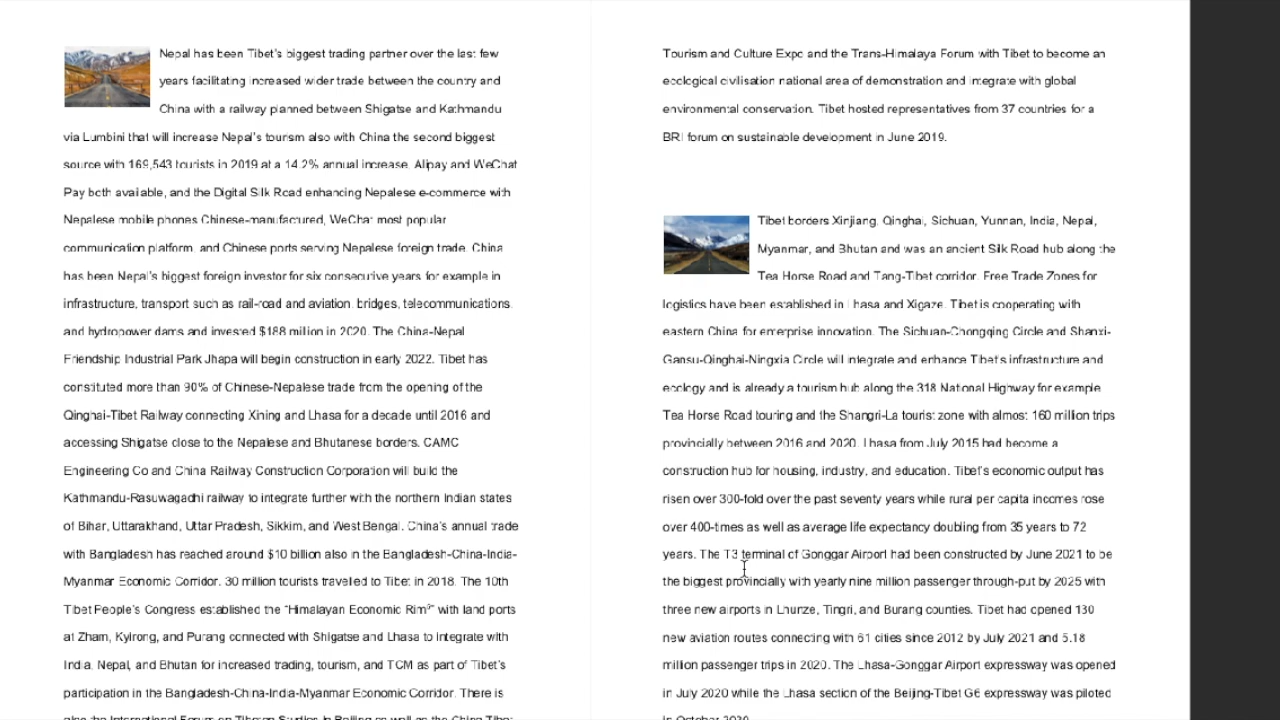 Nepal has been Tibet's biggest trading partner over the last few
years facilitating increased wider trade between the country and
China with a railway planned between Shigatse and Kathmandu
via Lumbini that will increase Nepal's tourism also with China the second biggest
source with 169,543 tourists in 2019 at a 14.2% annual increase, Alipay and WeChat
Pay both available, and the Digital Silk Road enhancing Nepalese e-commerce with
Nepalese mobile phones Chinese-manufactured, WeChat most popular
communication platform, and Chinese ports serving Nepalese foreign trade. China
has been Nepal's biggest foreign investor for six consecutive years for example in
infrastructure, transport such as rail-road and aviation, bridges, telecommunications,
and hydropower dams and invested $188 million in 2020. The China-Nepal
Friendship Industrial Park Jhapa will begin construction in early 2022. Tibet has
constituted more than 90% of Chinese-Nepalese trade from the opening of the
Qinghai-Tibet Railway connecting Xining and Lhasa for a decade until 2016 and
accessing Shigatse close to the Nepalese and Bhutanese borders. CAMC
Engineering Co and China Railway Construction Corporation will build the
Kathmandu-Rasuwagadhi railway to integrate further with the northern Indian states
of Bihar, Uttarakhand, Uttar Pradesh, Sikkim, and West Bengal. China's annual trade
with Bangladesh has reached around $10 billion also in the Bangladesh-China-India-
Myanmar Economic Corridor. 30 million tourists travelled to Tibet in 2018. The 10th
Tibet People's Congress established the "Himalayan Economic Rim" with land ports
at Zham, Kyirong, and Purang connected with Shigatse and Lhasa to integrate with
India, Nepal, and Bhutan for increased trading, tourism, and TCM as part of Tibet's
participation in the Bangladesh-China-India-Myanmar Economic Corridor. There is
also the International Forum on Tibetan Studies in Beijing as well as the China Tibet
Tourism and Culture Expo and the Trans-Himalaya Forum with Tibet to become an
ecological civilisation national area of demonstration and integrate with global
environmental conservation. Tibet hosted representatives from 37 countries for a
BRI forum on sustainable development in June 2019.
Tibet borders Xinjiang, Qinghai, Sichuan, Yunnan, India, Nepal,
Myanmar, and Bhutan and was an ancient Silk Road hub along the
Tea Horse Road and Tang-Tibet corridor. Free Trade Zones for
logistics have been established in Lhasa and Xigaze. Tibet is cooperating with
eastern China for enterprise innovation. The Sichuan-Chongqing Circle and Shanxi-
Gansu-Qinghai-Ningxia Circle will integrate and enhance Tibet's infrastructure and
ecology and is already a tourism hub along the 318 National Highway for example
Tea Horse Road touring and the Shangri-La tourist zone with almost 160 million trips
provincially between 2016 and 2020. Lhasa from July 2015 had become a
construction hub for housing, industry, and education. Tibet's economic output has
risen over 300-fold over the past seventy years while rural per capita incomes rose
over 400-times as well as average life expectancy doubling from 35 years to 72
years. The T3 terminal of Gonggar Airport had been constructed by June 2021 to be
the biggest provincially with yearly nine million passenger through-put by 2025 with
three new airports in Lhunze, Tingri, and Burang counties. Tibet had opened 130
new aviation routes connecting with 61 cities since 2012 by July 2021 and 5.18
million passenger trips in 2020. The Lhasa-Gonggar Airport expressway was opened
in July 2020 while the Lhasa section of the Beijing-Tibet G6 expressway was piloted
in October 2020